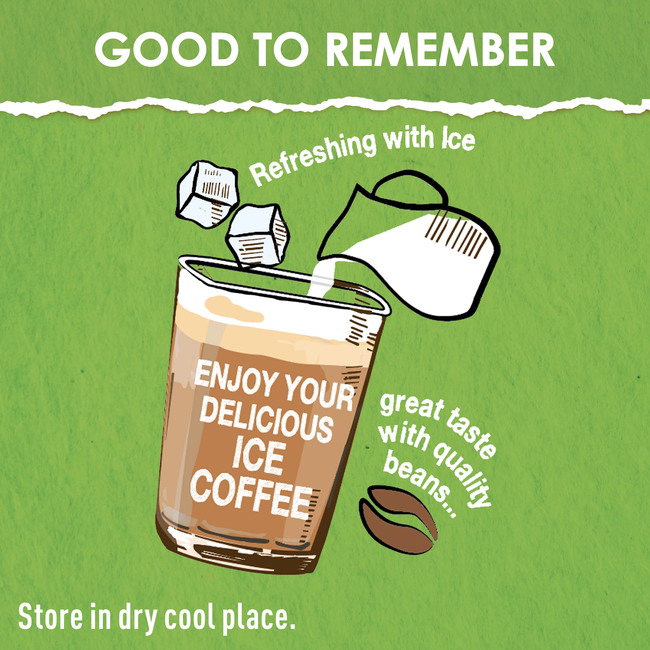 GOOD TO REMEMBER
Refreshing with Ice
ENJOY YOUR
DELICIOUS
ICE
COFFEE
great taste
with quality
beans...
Store in dry cool place.